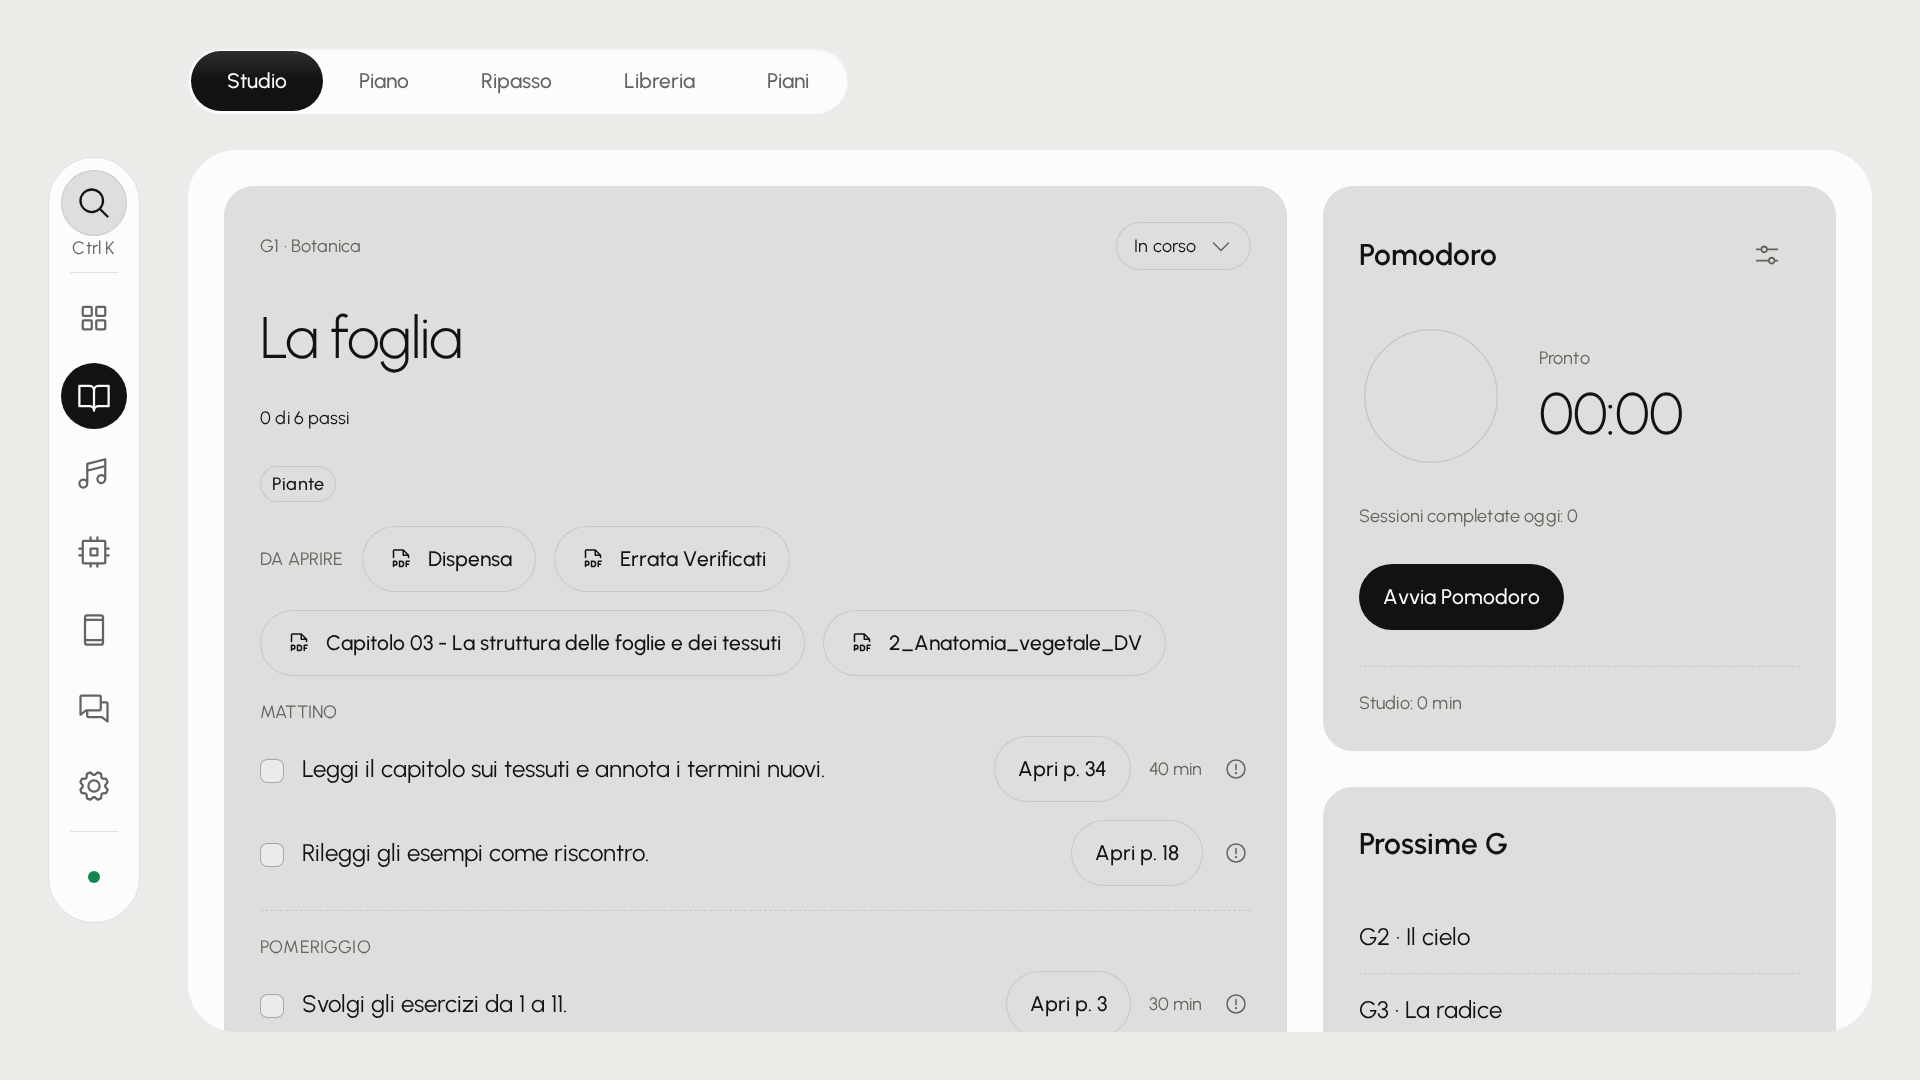 Studio Piano Ripasso Libreria Piani
Ctrl K
G1 · Botanica
In corso
La foglia
0 di 6 passi
Piante
DA APRIRE
PDF Dispensa
PDF Errata Verificati
PDF Capitolo 03 - La struttura delle foglie e dei tessuti
PDF 2_Anatomia_vegetale_DV
MATTINO
Leggi il capitolo sui tessuti e annota i termini nuovi. Apri p. 34 40 min
Rileggi gli esempi come riscontro. Apri p. 18
POMERIGGIO
Svolgi gli esercizi da 1 a 11. Apri p. 3 30 min
Pomodoro
Pronto
00:00
Sessioni completate oggi: 0
Avvia Pomodoro
Studio: 0 min
Prossime G
G2 · Il cielo
G3 · La radice